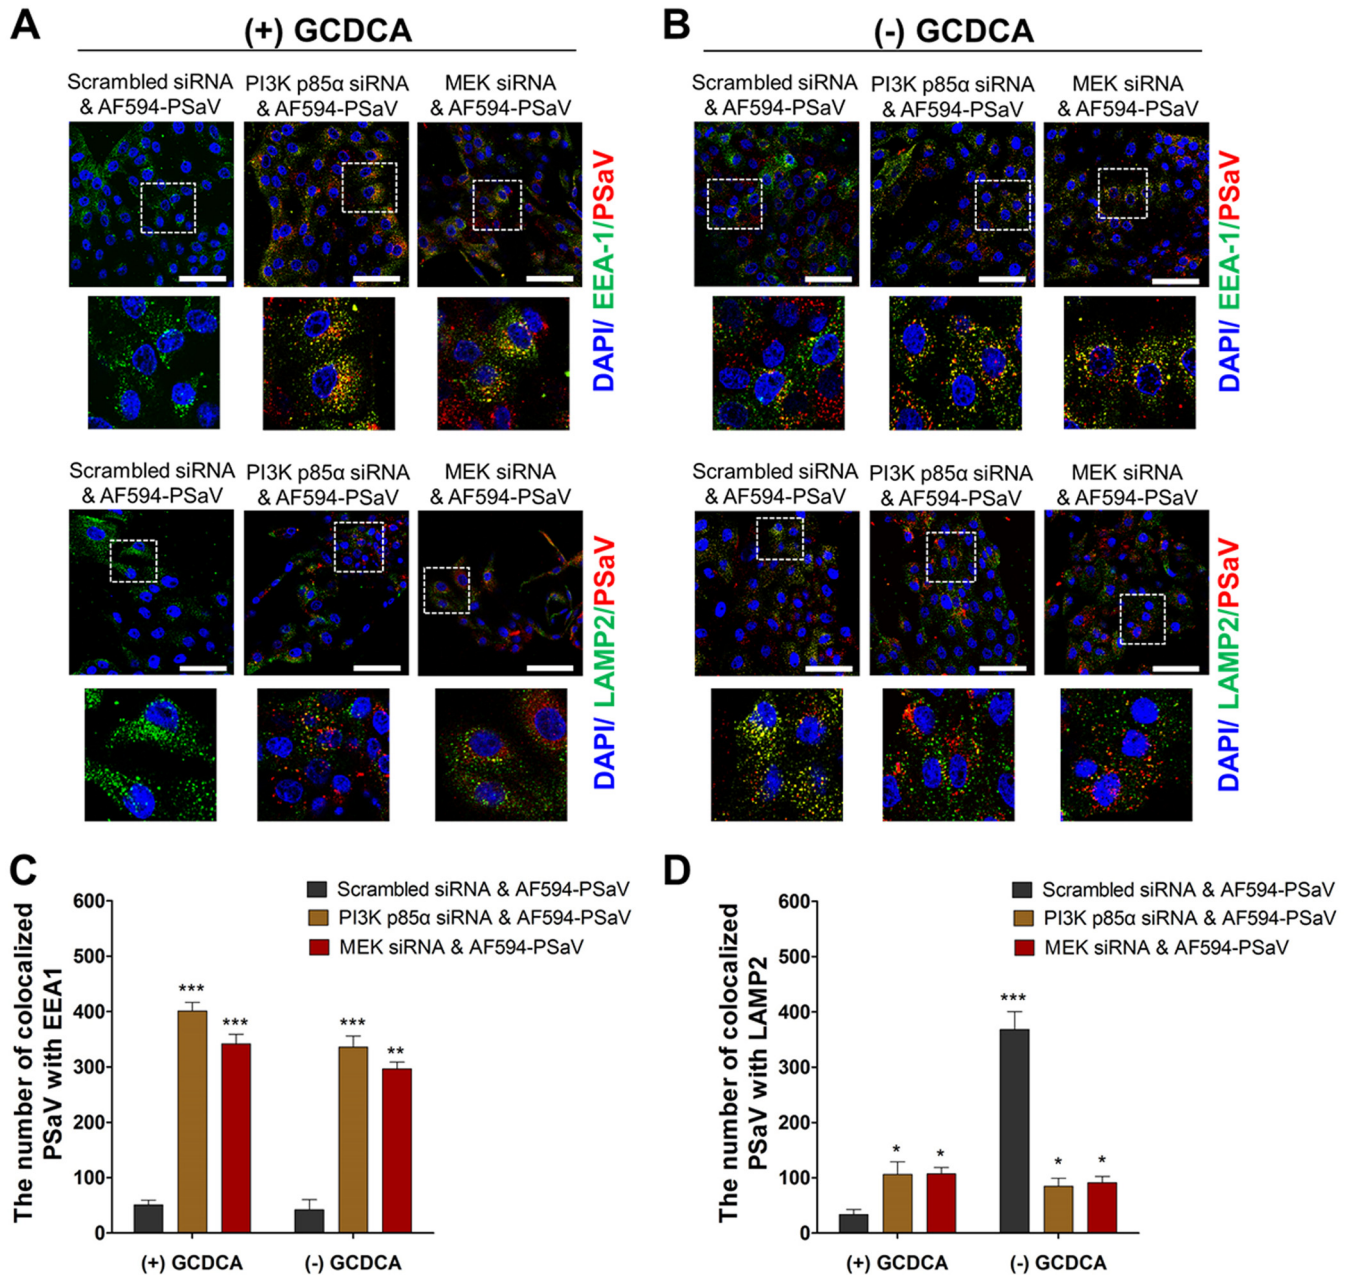 A
(+) GCDCA
Scrambled siRNA
& AF594-PSaV
PI3K p85α siRNA
& AF594-PSaV
MEK siRNA
& AF594-PSaV
DAPI/ EEA-1/PSaV
Scrambled siRNA
& AF594-PSaV
PI3K p85α siRNA
& AF594-PSaV
MEK siRNA
& AF594-PSaV
DAPI/ LAMP2/PSaV
B
(-) GCDCA
Scrambled siRNA
& AF594-PSaV
PI3K p85α siRNA
& AF594-PSaV
MEK siRNA
& AF594-PSaV
DAPI/ EEA-1/PSaV
Scrambled siRNA
& AF594-PSaV
PI3K p85α siRNA
& AF594-PSaV
MEK siRNA
& AF594-PSaV
DAPI/ LAMP2/PSaV
C
Scrambled siRNA & AF594-PSaV
PI3K p85α siRNA & AF594-PSaV
MEK siRNA & AF594-PSaV
The number of colocalized
PSaV with EEA1
600
500
400
300
200
100
0
***
***
***
**
(+) GCDCA
(-) GCDCA
D
Scrambled siRNA & AF594-PSaV
PI3K p85α siRNA & AF594-PSaV
MEK siRNA & AF594-PSaV
The number of colocalized
PSaV with LAMP2
600
500
400
300
200
100
0
*
*
***
*
*
(+) GCDCA
(-) GCDCA